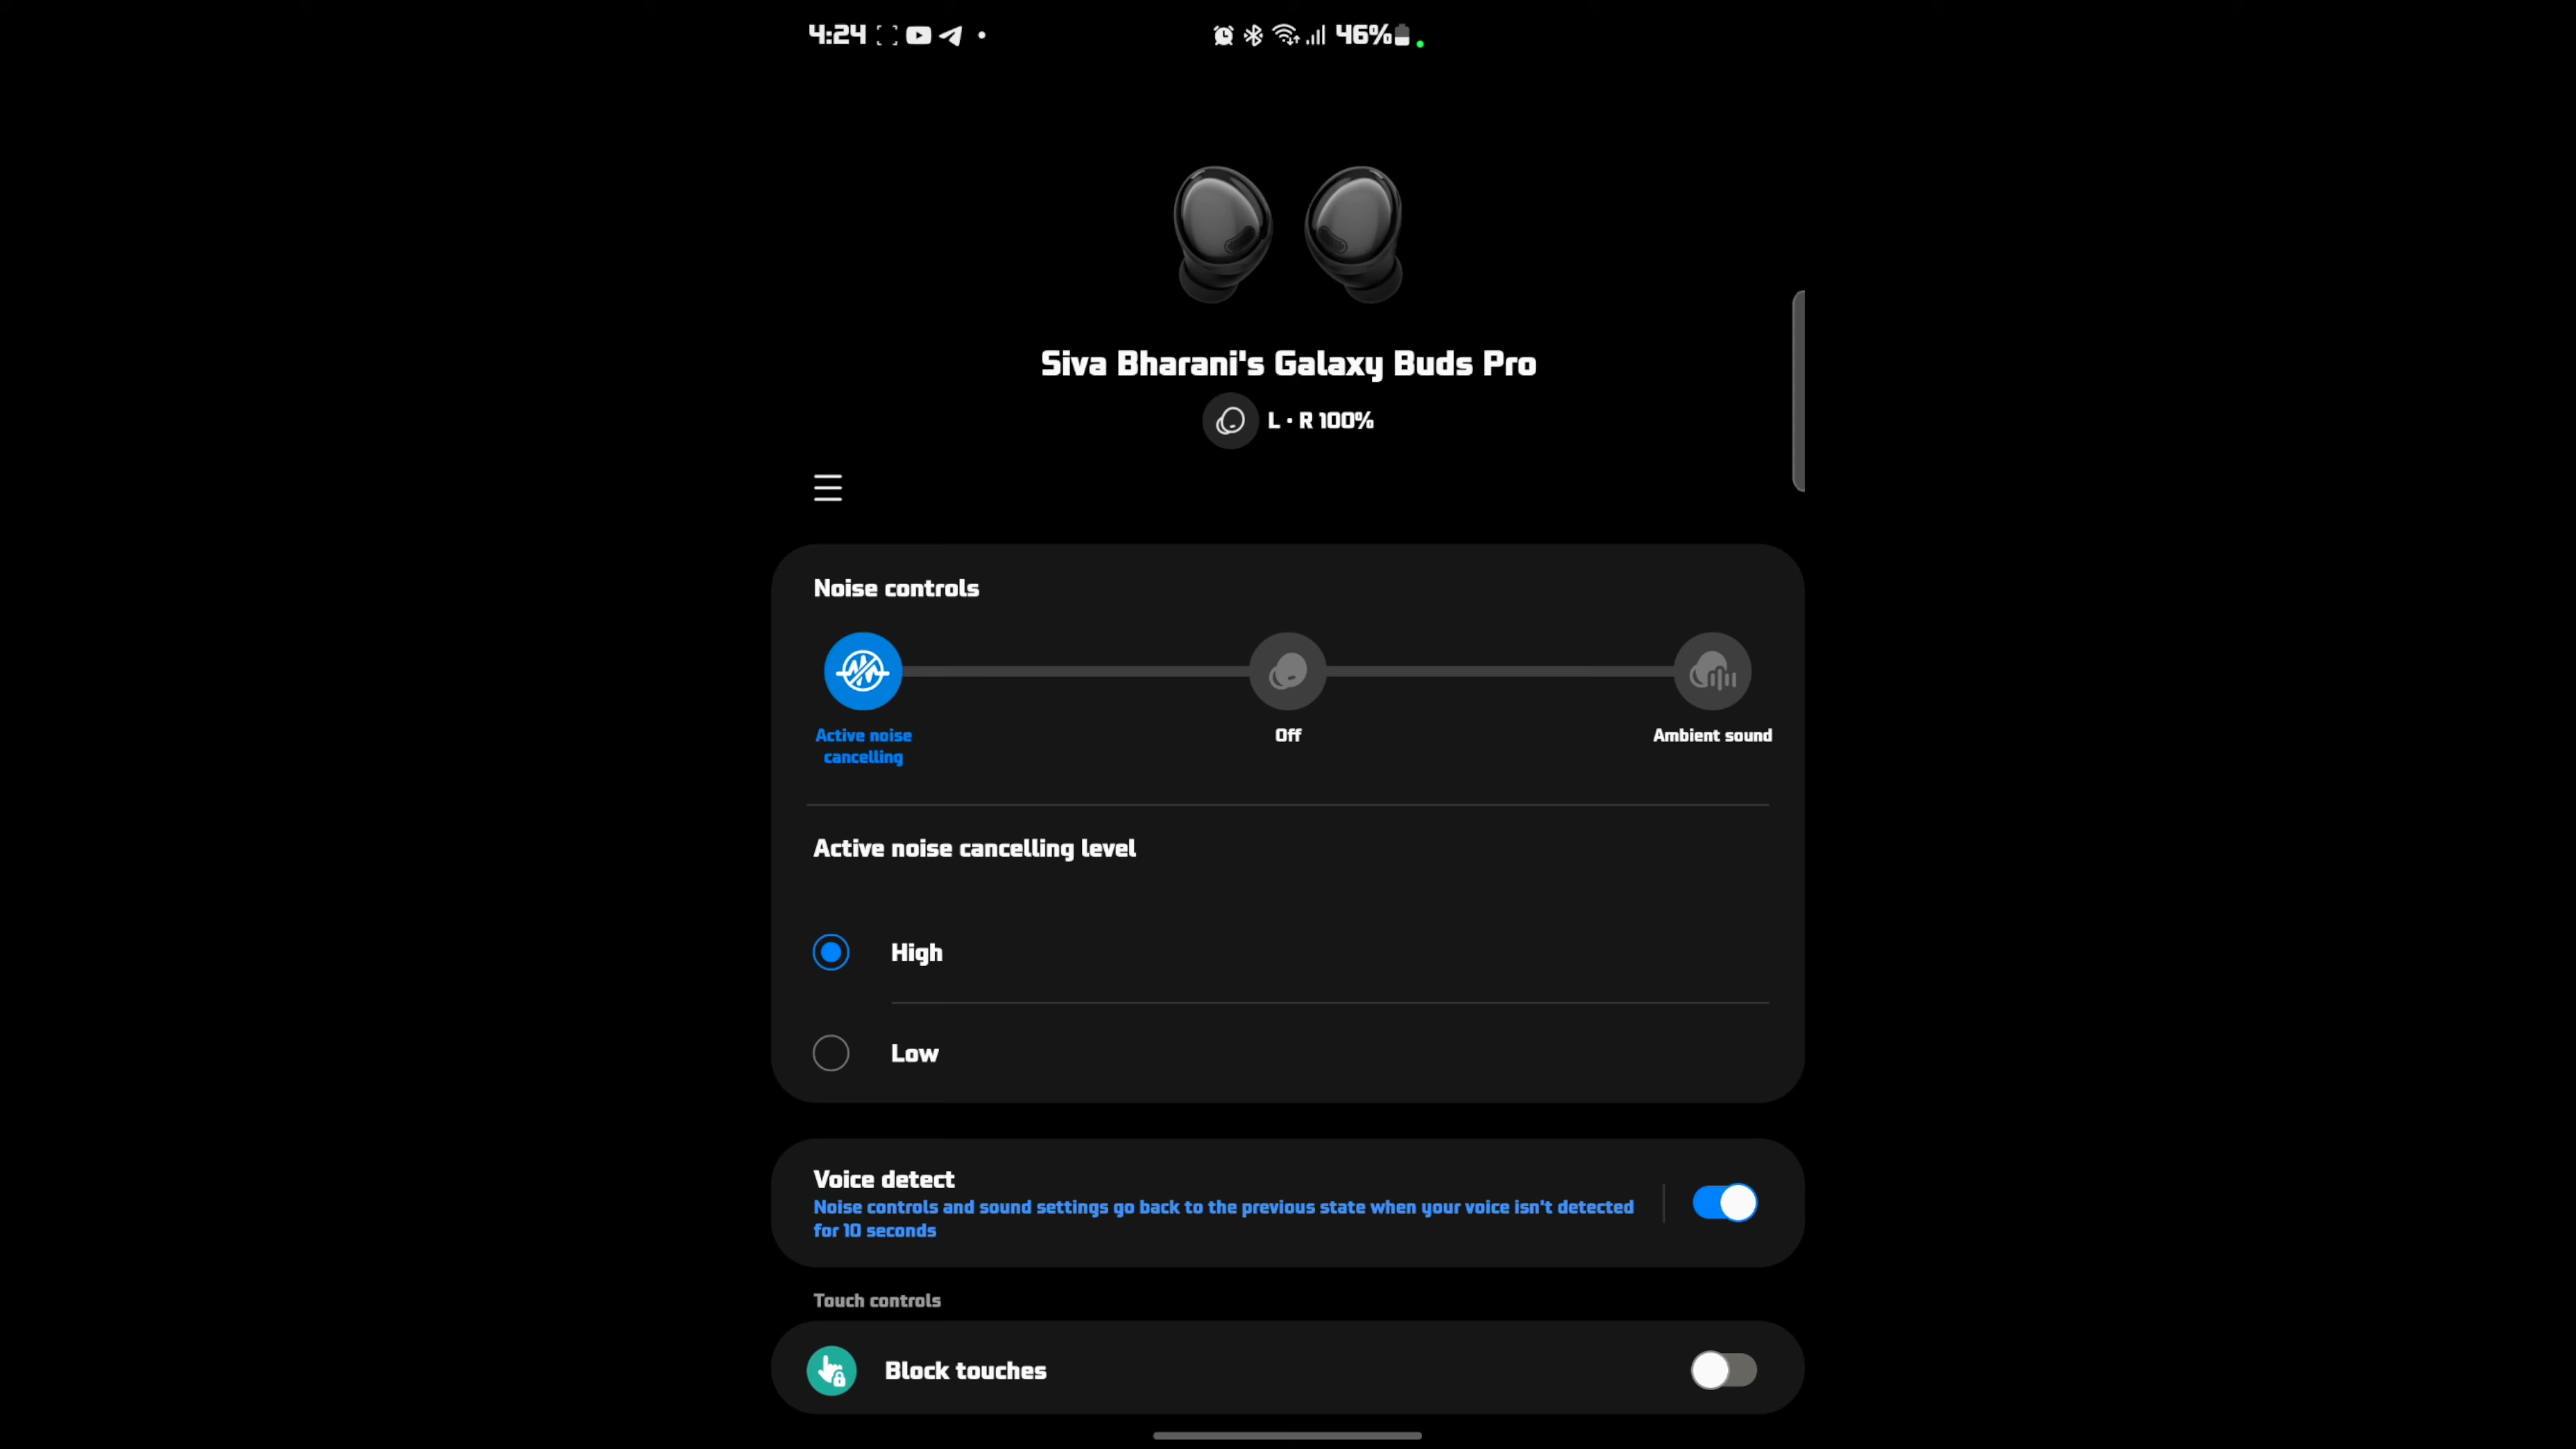 4:24
46%
Siva Bharani's Galaxy Buds Pro
L · R 100%
Noise controls
Active noise
cancelling
Off
Ambient sound
Active noise cancelling level
High
Low
Voice detect
Noise controls and sound settings go back to the previous state when your voice isn't detected
for 10 seconds
Touch controls
Block touches